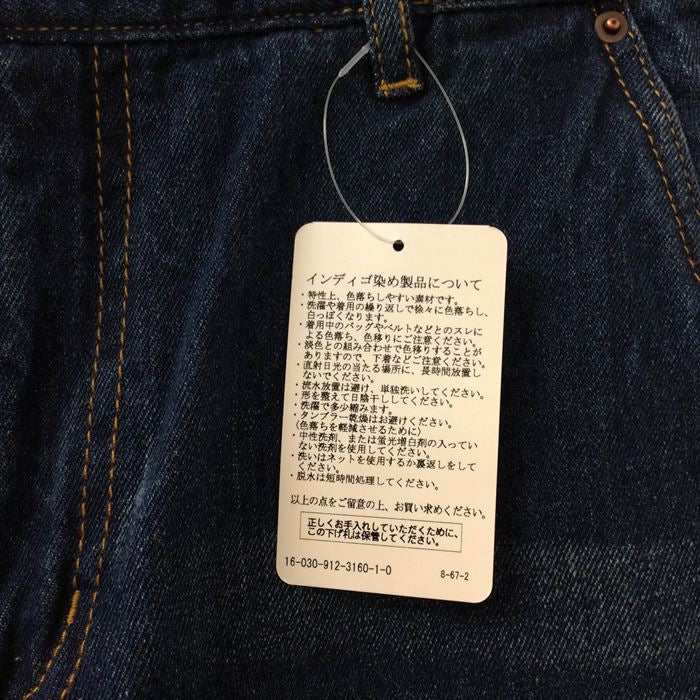 インディゴ染め製品について
・特性上、色落ちしやすい素材です。
・洗濯や着用の繰り返しで徐々に色落ちし、
白っぽくなります。
・着用中のバッグやベルトなどとのスレに
よる色落ち、色移りにご注意ください。
・淡色との組み合わせで色移りすることが
ありますので、下着などご注意ください。
・直射日光の当たる場所に、長時間放置し
ないでください。
・流水放置は避け、単独洗いしてください。
・形を整えて日陰干ししてください。
・洗濯で多少縮みます。
・タンブラー乾燥はお避けください。
(色落ちを軽減させるために)
・中性洗剤、または蛍光増白剤の入ってい
ない洗剤を使用してください。
・洗いはネットを使用するか裏返しをして
ください。
・脱水は短時間処理してください。
以上の点をご留意の上、お買い求めください。
正しくお手入れしていただくために、
この下げ札は保管してください。
16-030-912-3160-1-0 8-67-2